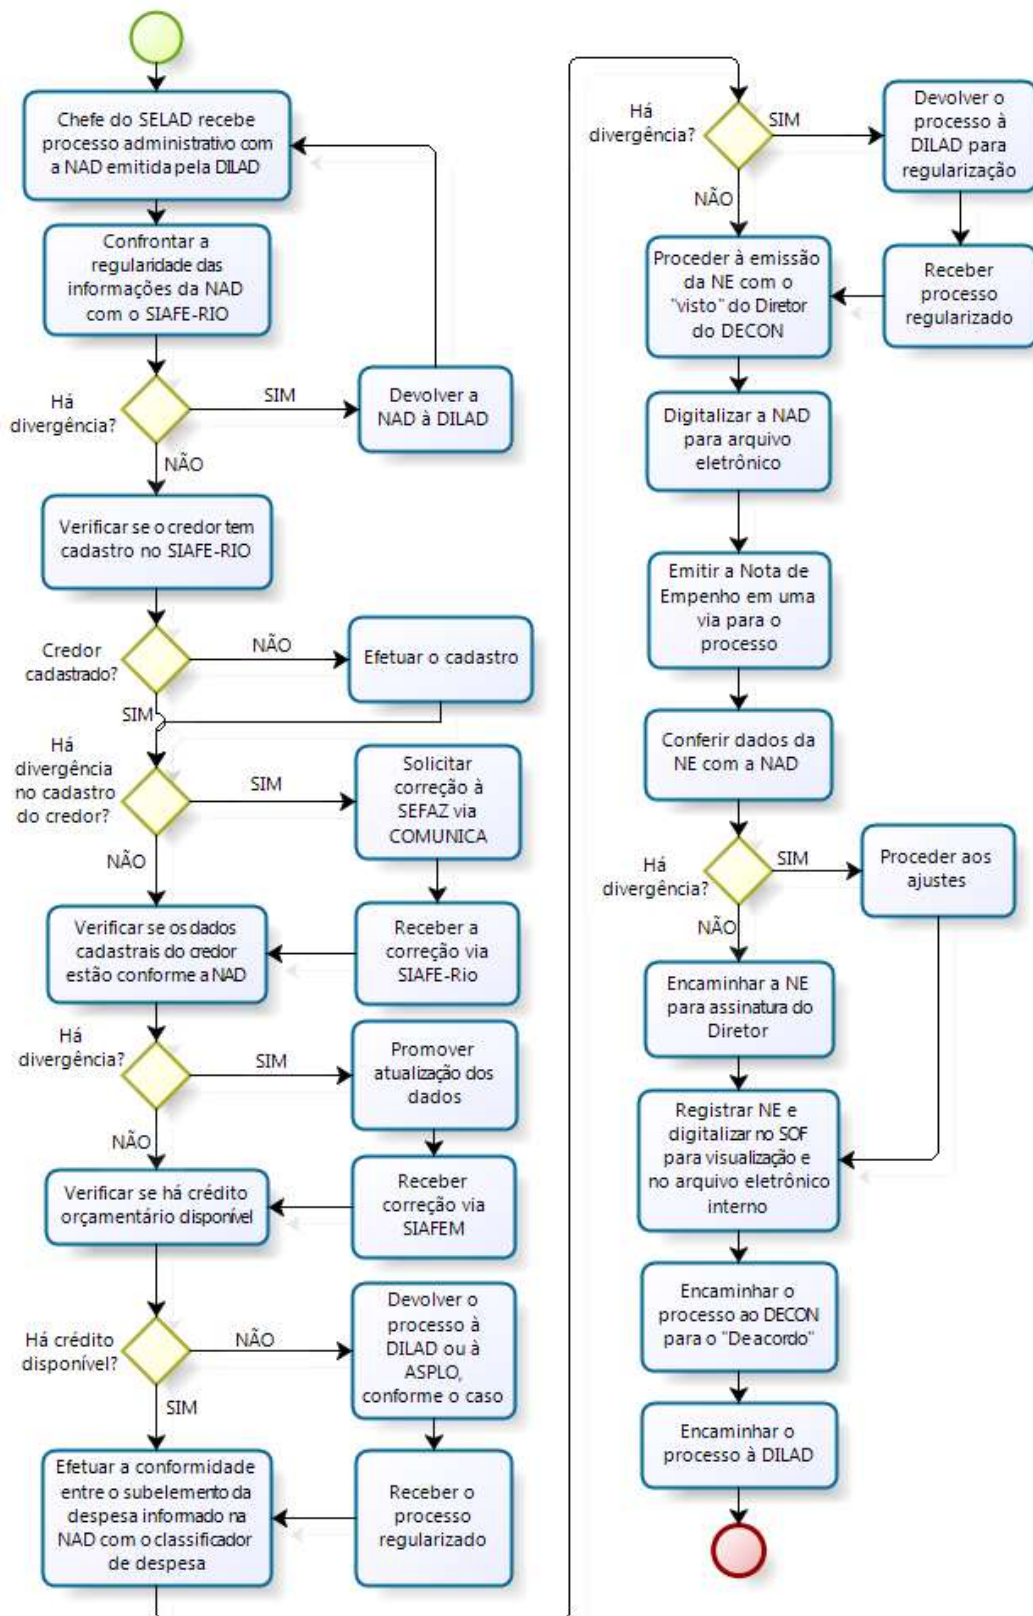 Chefe do SELAD recebe
processo administrativo com
a NAD emitida pela DILAD
Confrontar a
regularidade das
informações da NAD
com o SIAFE-RIO
Há
divergência?
SIM
Devolver a
NAD à DILAD
NÃO
Verificar se o credor tem
cadastro no SIAFE-RIO
Credor
cadastrado?
NÃO
Efetuar o cadastro
SIM
Há
divergência
no cadastro
do credor?
SIM
Solicitar
correção à
SEFAZ via
COMUNICA
NÃO
Verificar se os dados
cadastrais do credor
estão conforme a NAD
Receber a
correção via
SIAFE-Rio
Há
divergência?
SIM
Promover
atualização dos
dados
NÃO
Verificar se há crédito
orçamentário disponível
Receber
correção via
SIAFEM
Há crédito
disponível?
NÃO
Devolver o
processo à
DILAD ou à
ASPLO,
conforme o caso
SIM
Efetuar a conformidade
entre o subelemento da
despesa informado na
NAD com o classificador
de despesa
Receber o
processo
regularizado
Há
divergência?
SIM
Devolver o
processo à
DILAD para
regularização
NÃO
Proceder à emissão
da NE com o
"visto" do Diretor
do DECON
Receber
processo
regularizado
Digitalizar a NAD
para arquivo
eletrônico
Emitir a Nota de
Empenho em uma
via para o
processo
Conferir dados da
NE com a NAD
Há
divergência?
SIM
Proceder aos
ajustes
NÃO
Encaminhar a NE
para assinatura do
Diretor
Registrar NE e
digitalizar no SOF
para visualização e
no arquivo eletrônico
interno
Encaminhar o
processo ao DECON
para o "De acordo"
Encaminhar o
processo à DILAD